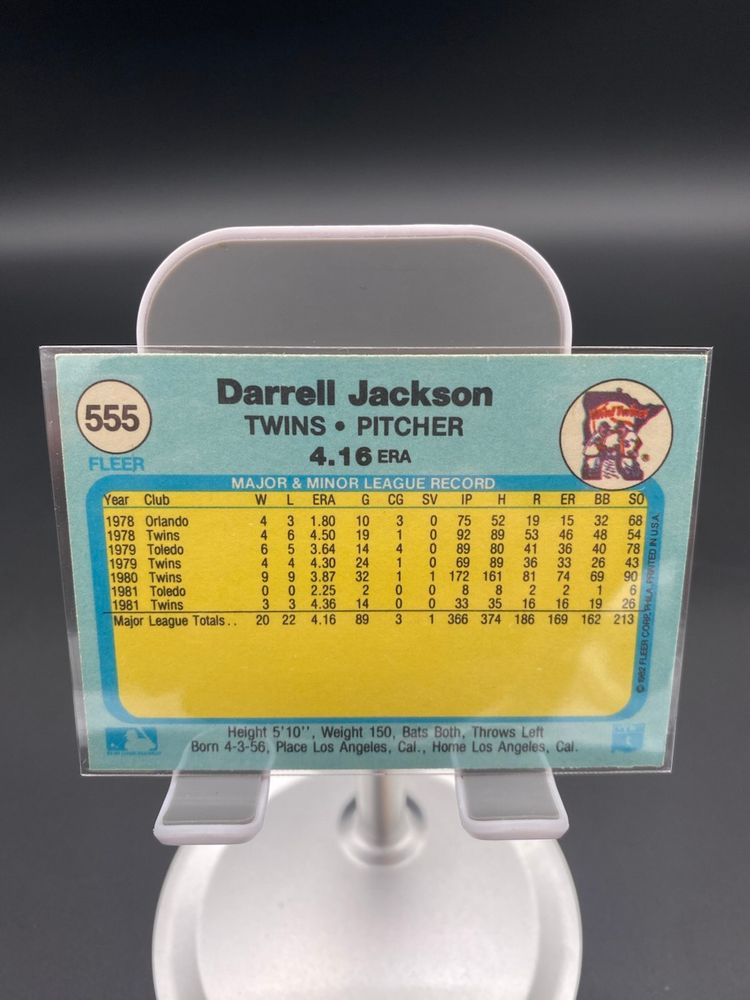 555
FLEER
Darrell Jackson
TWINS • PITCHER
4.16 ERA
MAJOR & MINOR LEAGUE RECORD
Year Club W L ERA G CG SV IP H R ER BB SO
1978 Orlando 4 3 1.80 10 3 0 75 52 19 15 32 68
1978 Twins 4 6 4.50 19 1 0 92 89 53 46 48 54
1979 Toledo 6 5 3.64 14 4 0 89 80 41 36 40 78
1979 Twins 4 4 4.30 24 1 0 69 89 36 33 26 43
1980 Twins 9 9 3.87 32 1 1 172 161 81 74 69 90
1981 Toledo 0 0 2.25 2 0 0 8 8 2 2 1 6
1981 Twins 3 3 4.36 14 0 0 33 35 16 16 19 26
Major League Totals.. 20 22 4.16 89 3 1 366 374 186 169 162 213
© 1982 FLEER CORP. PHILA. PRINTED IN U.S.A.
Height 5'10'', Weight 150, Bats Both, Throws Left
Born 4-3-56, Place Los Angeles, Cal., Home Los Angeles, Cal.